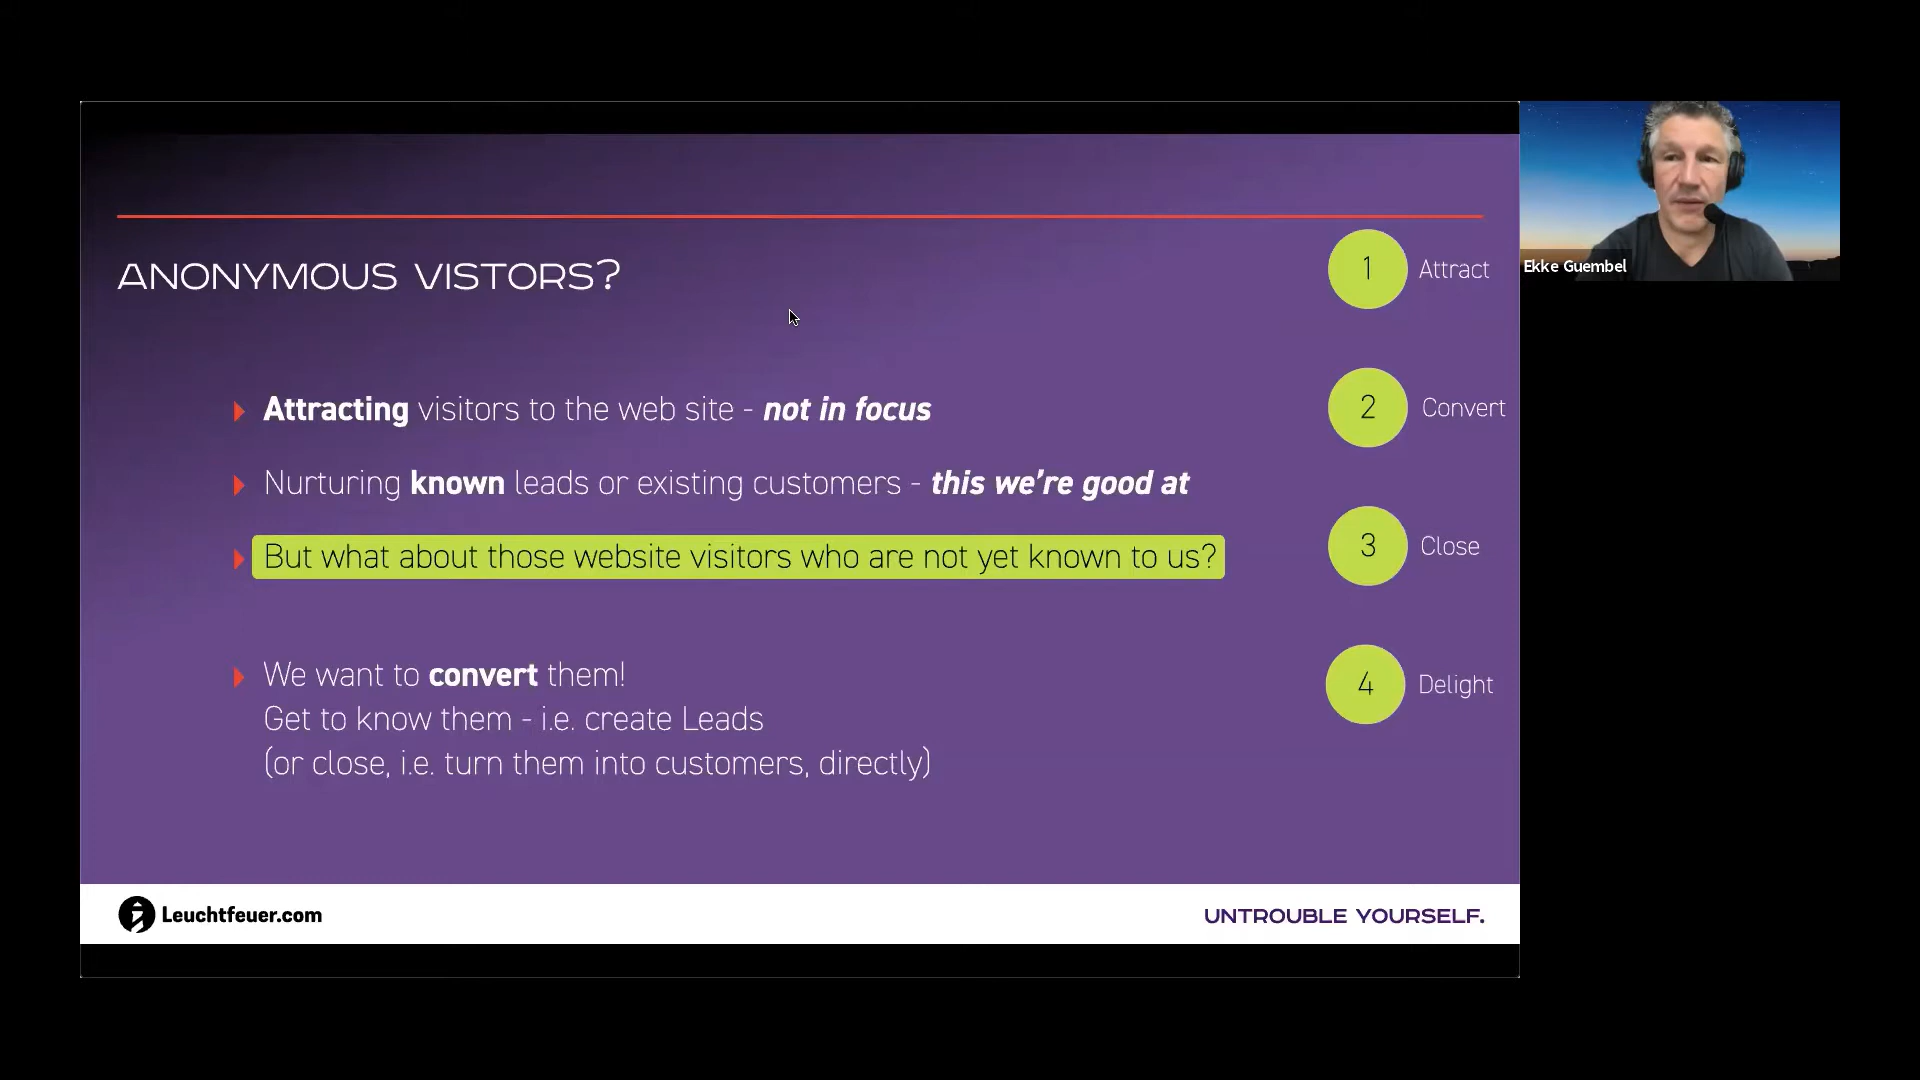 ANONYMOUS VISTORS?
Attracting visitors to the web site - not in focus
Nurturing known leads or existing customers - this we're good at
But what about those website visitors who are not yet known to us?
We want to convert them!
Get to know them - i.e. create Leads
(or close, i.e. turn them into customers, directly)
1 Attract
2 Convert
3 Close
4 Delight
Leuchtfeuer.com
UNTROUBLE YOURSELF.
Ekke Guembel